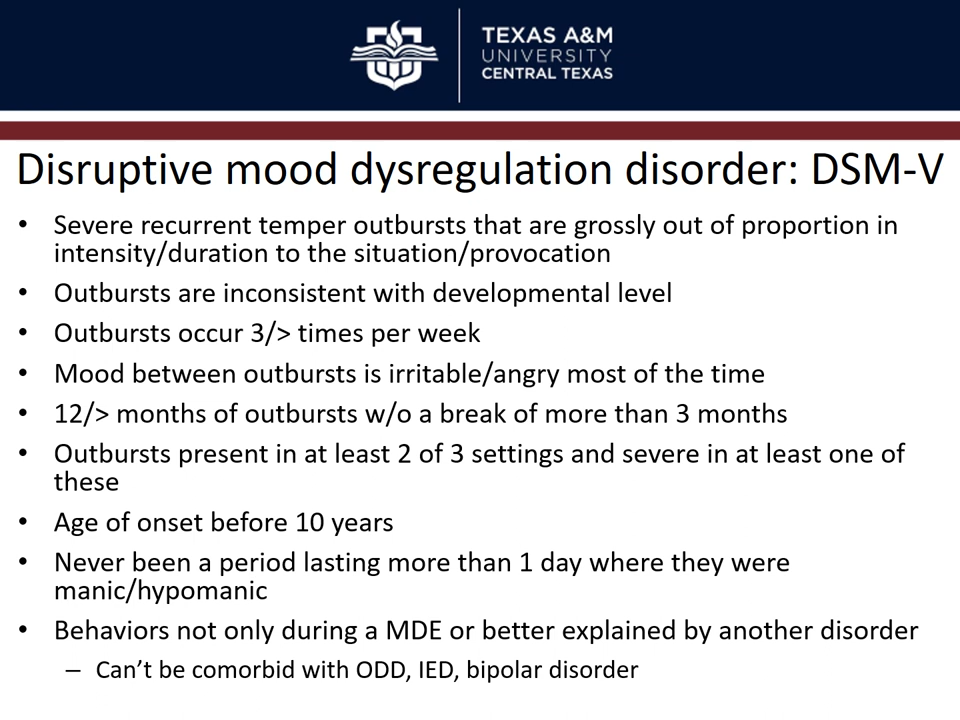 TEXAS A&M
UNIVERSITY
CENTRAL TEXAS
Disruptive mood dysregulation disorder: DSM-V
• Severe recurrent temper outbursts that are grossly out of proportion in
intensity/duration to the situation/provocation
• Outbursts are inconsistent with developmental level
• Outbursts occur 3/> times per week
• Mood between outbursts is irritable/angry most of the time
• 12/> months of outbursts w/o a break of more than 3 months
• Outbursts present in at least 2 of 3 settings and severe in at least one of
these
• Age of onset before 10 years
• Never been a period lasting more than 1 day where they were
manic/hypomanic
• Behaviors not only during a MDE or better explained by another disorder
– Can’t be comorbid with ODD, IED, bipolar disorder